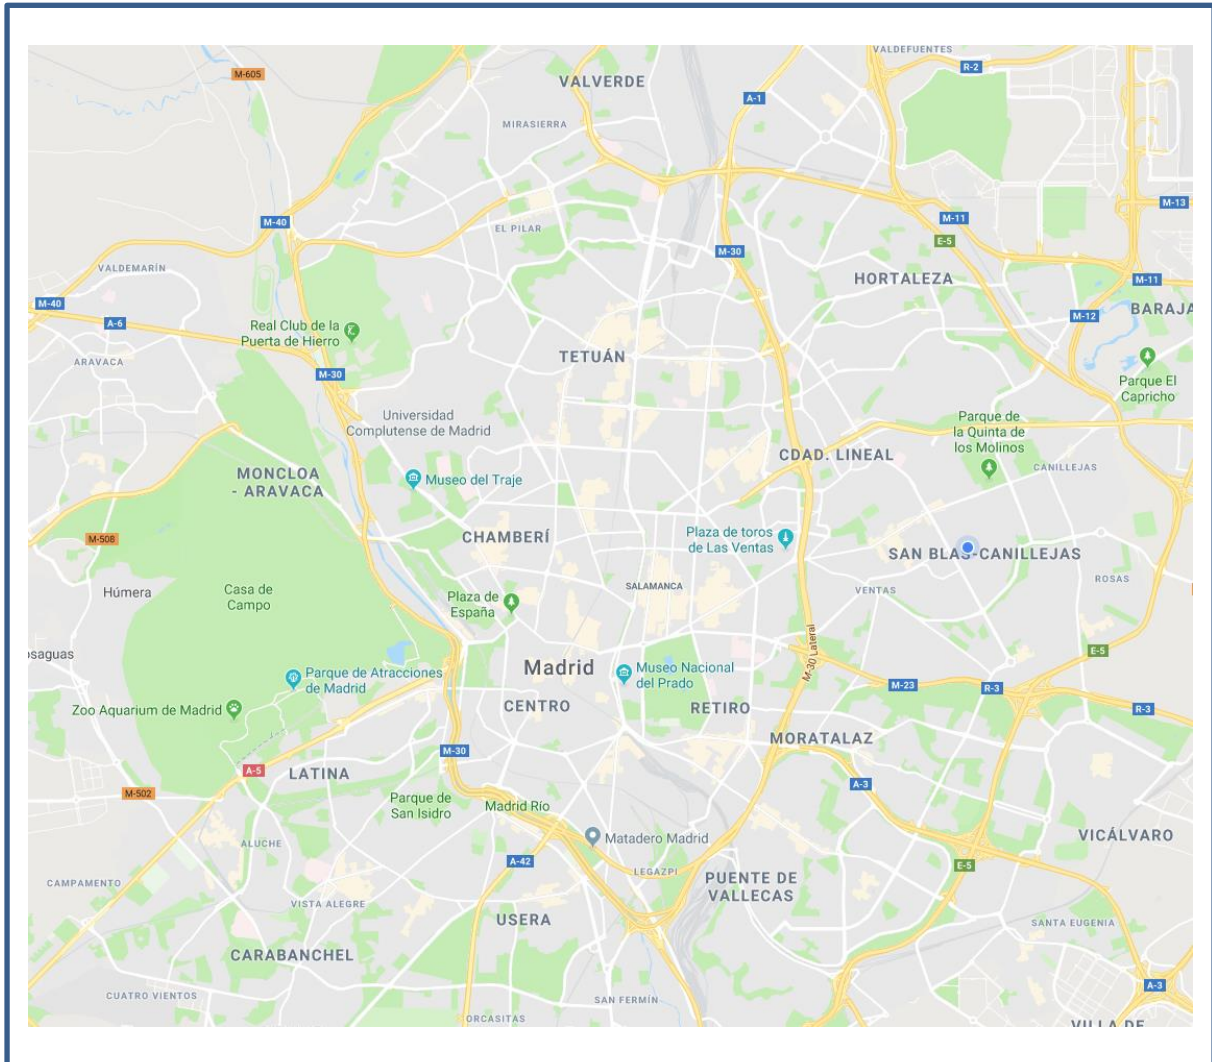 VALDEFUENTES
M-605
R-2
VALVERDE
A-1
MIRASIERRA
M-13
M-40
M-11
EL PILAR
E-5
M-30
VALDEMARÍN
HORTALEZA
M-11
M-40
M-12
BARAJA
A-6
Real Club de la
Puerta de Hierro
TETUÁN
ARAVACA
M-30
Parque El
Capricho
Universidad
Complutense de Madrid
Parque de
la Quinta de
los Molinos
CDAD. LINEAL
CANILLEJAS
MONCLOA
- ARAVACA
Museo del Traje
M-508
CHAMBERÍ
Plaza de toros
de Las Ventas
SAN BLAS-CANILLEJAS
ROSAS
Húmera
Casa de
Campo
SALAMANCA
VENTAS
Plaza de
España
osaguas
M-30 Lateral
E-5
Madrid
Museo Nacional
del Prado
Parque de Atracciones
de Madrid
M-23
R-3
Zoo Aquarium de Madrid
CENTRO
RETIRO
R-3
MORATALAZ
M-30
A-5
LATINA
A-3
M-502
Parque de
San Isidro
Madrid Río
Matadero Madrid
VICÁLVARO
ALUCHE
A-42
LEGAZPI
E-5
CAMPAMENTO
PUENTE DE
VALLECAS
VISTA ALEGRE
USERA
SANTA EUGENIA
CARABANCHEL
A-3
CUATRO VIENTOS
SAN FERMÍN
ORCASITAS
VILLA DE